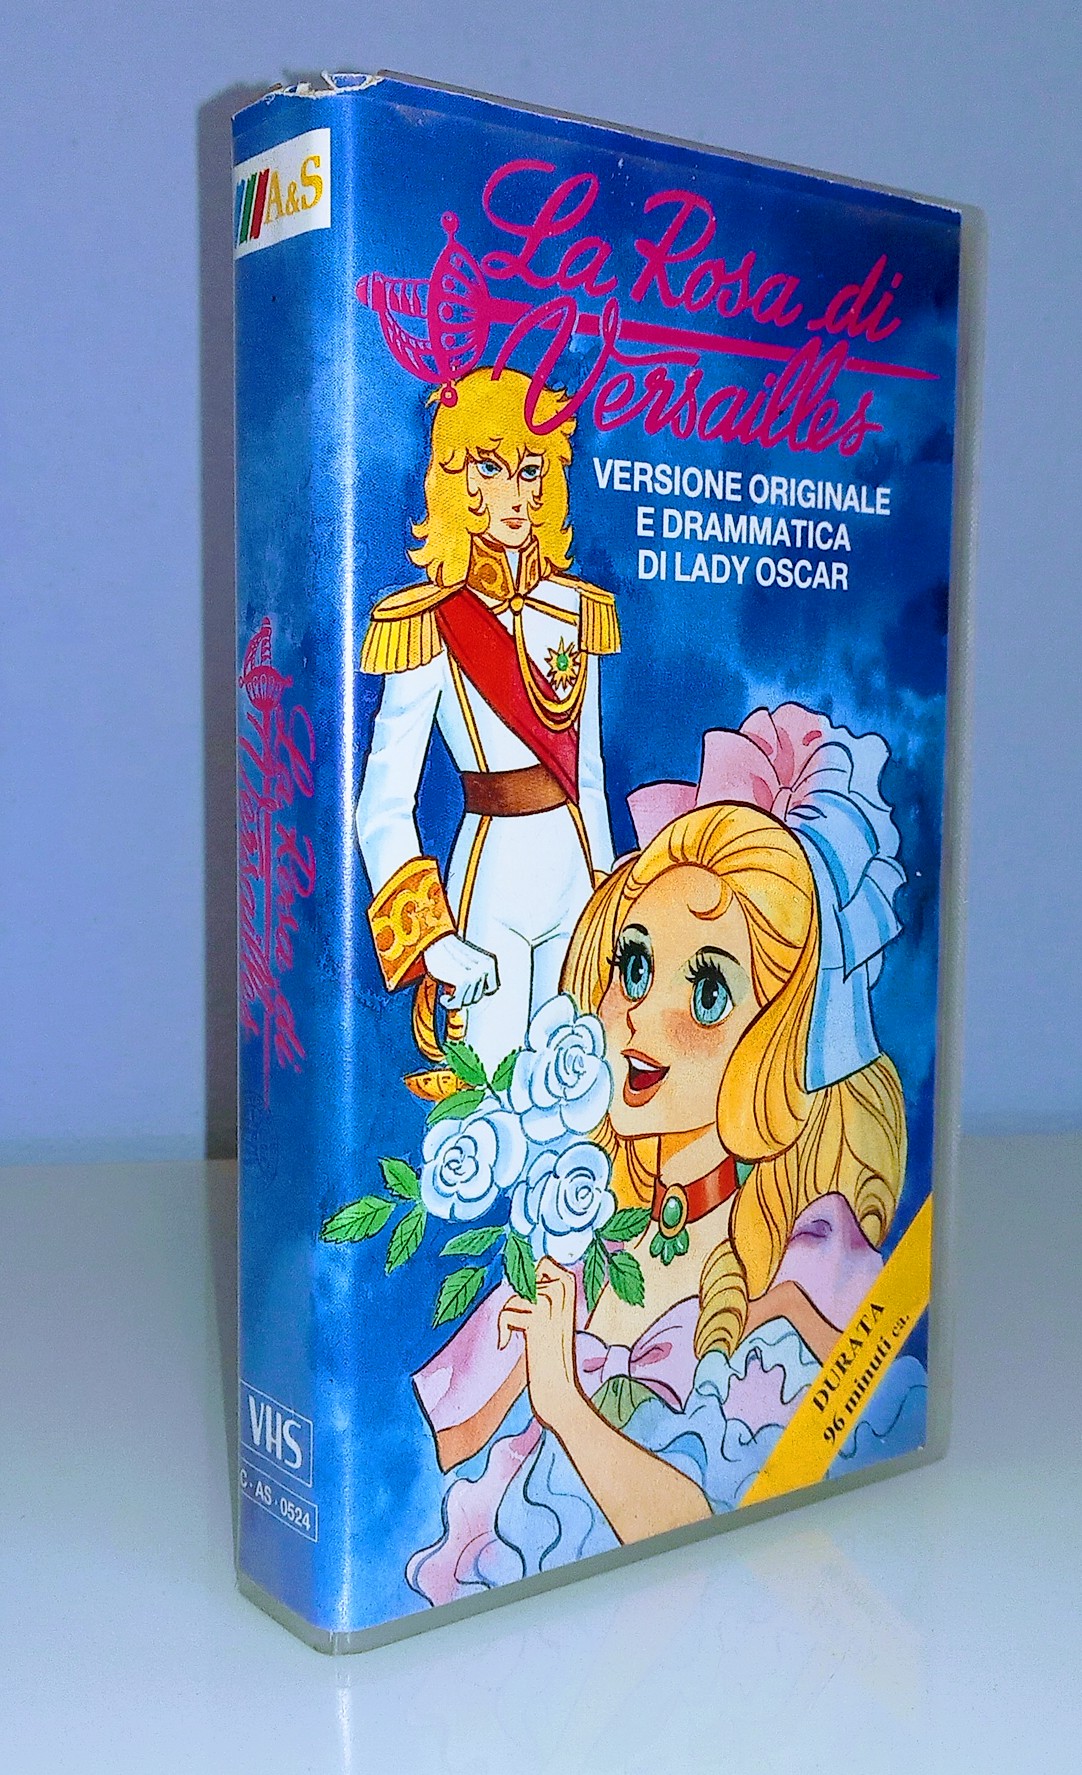 A&S
La Rosa di
Versailles
VERSIONE ORIGINALE
E DRAMMATICA
DI LADY OSCAR
La Rosa di
Versailles
DURATA
96 minuti ca.
VHS
C·AS·0524